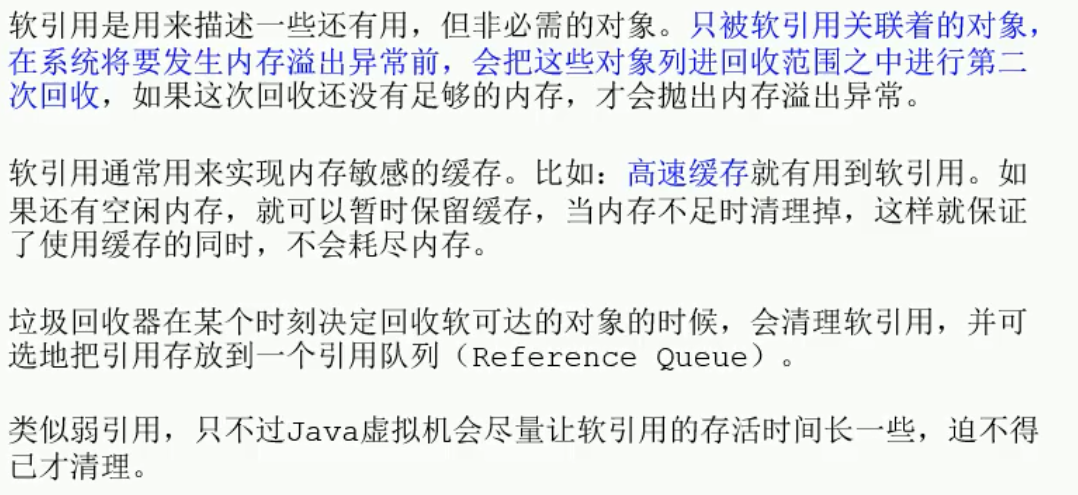 软引用是用来描述一些还有用，但非必需的对象。只被软引用关联着的对象，
在系统将要发生内存溢出异常前，会把这些对象列进回收范围之中进行第二
次回收，如果这次回收还没有足够的内存，才会抛出内存溢出异常。
软引用通常用来实现内存敏感的缓存。比如：高速缓存就有用到软引用。如
果还有空闲内存，就可以暂时保留缓存，当内存不足时清理掉，这样就保证
了使用缓存的同时，不会耗尽内存。
垃圾回收器在某个时刻决定回收软可达的对象的时候，会清理软引用，并可
选地把引用存放到一个引用队列（Reference Queue）。
类似弱引用，只不过Java虚拟机会尽量让软引用的存活时间长一些，迫不得
已才清理。